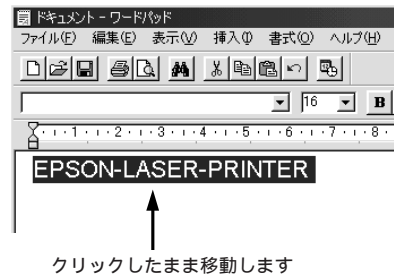 ドキュメント - ワードパッド
ファイル(F) 編集(E) 表示(V) 挿入(I) 書式(O) ヘルプ(H)
16 B
1 2 3 4 5 6 7 8
EPSON-LASER-PRINTER
クリックしたまま移動します